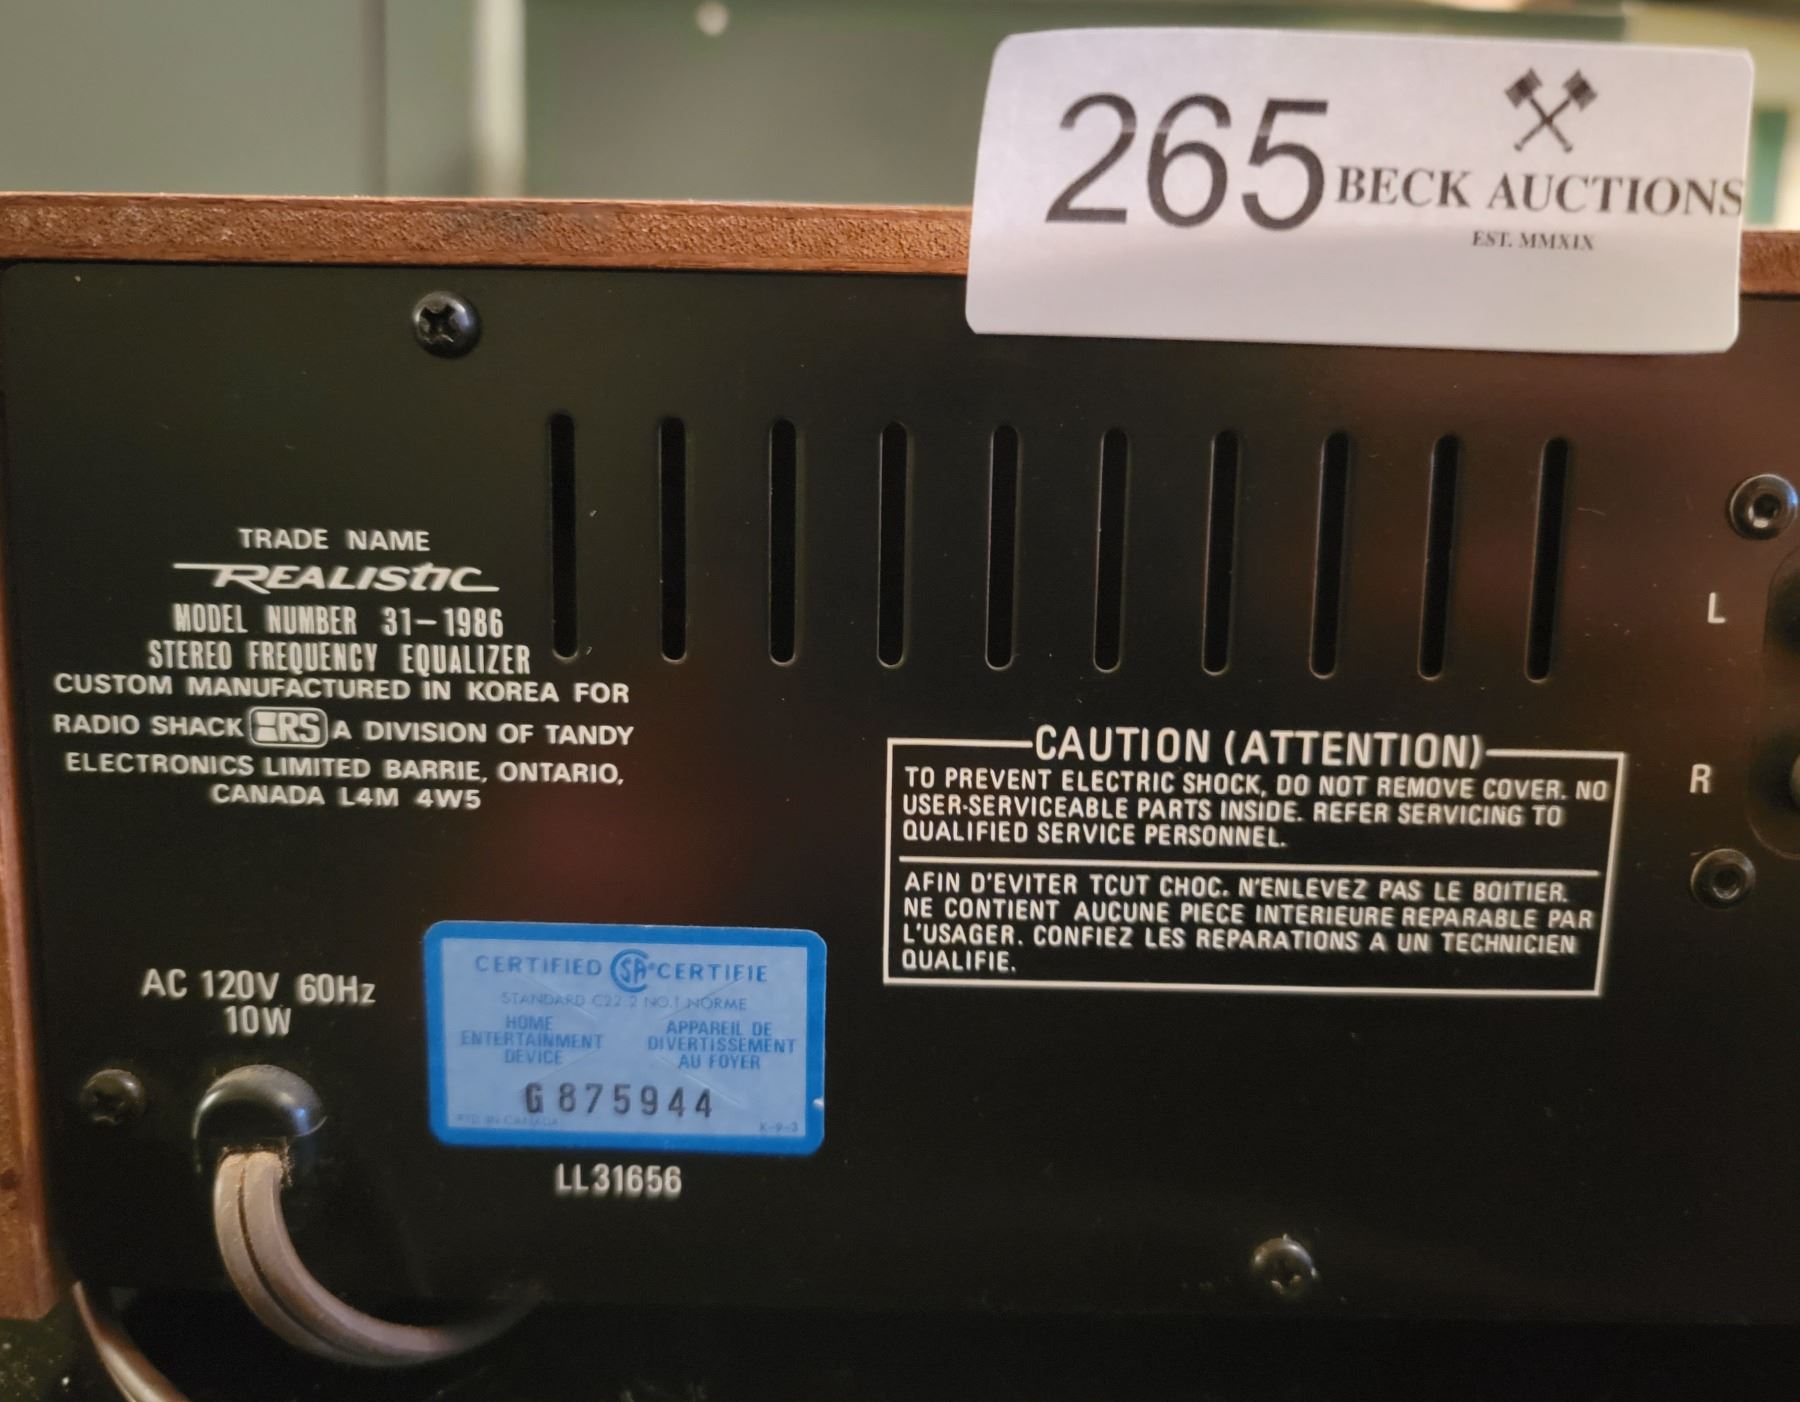 265 BECK AUCTIONS
EST. MMXIX
TRADE NAME
REALISTIC
MODEL NUMBER 31-1986
STEREO FREQUENCY EQUALIZER
CUSTOM MANUFACTURED IN KOREA FOR
RADIO SHACK RS A DIVISION OF TANDY
ELECTRONICS LIMITED BARRIE, ONTARIO,
CANADA L4M 4W5
L
R
CAUTION (ATTENTION)
TO PREVENT ELECTRIC SHOCK, DO NOT REMOVE COVER. NO
USER-SERVICEABLE PARTS INSIDE. REFER SERVICING TO
QUALIFIED SERVICE PERSONNEL.
AFIN D'EVITER TCUT CHOC. N'ENLEVEZ PAS LE BOITIER.
NE CONTIENT AUCUNE PIECE INTERIEURE REPARABLE PAR
L'USAGER. CONFIEZ LES REPARATIONS A UN TECHNICIEN
QUALIFIE.
AC 120V 60Hz
10W
CERTIFIED SA® CERTIFIE
STANDARD C22.2 NO.1 NORME
HOME
ENTERTAINMENT
DEVICE
APPAREIL DE
DIVERTISSEMENT
AU FOYER
G 875944
IN CANADA
K-9-3
LL31656